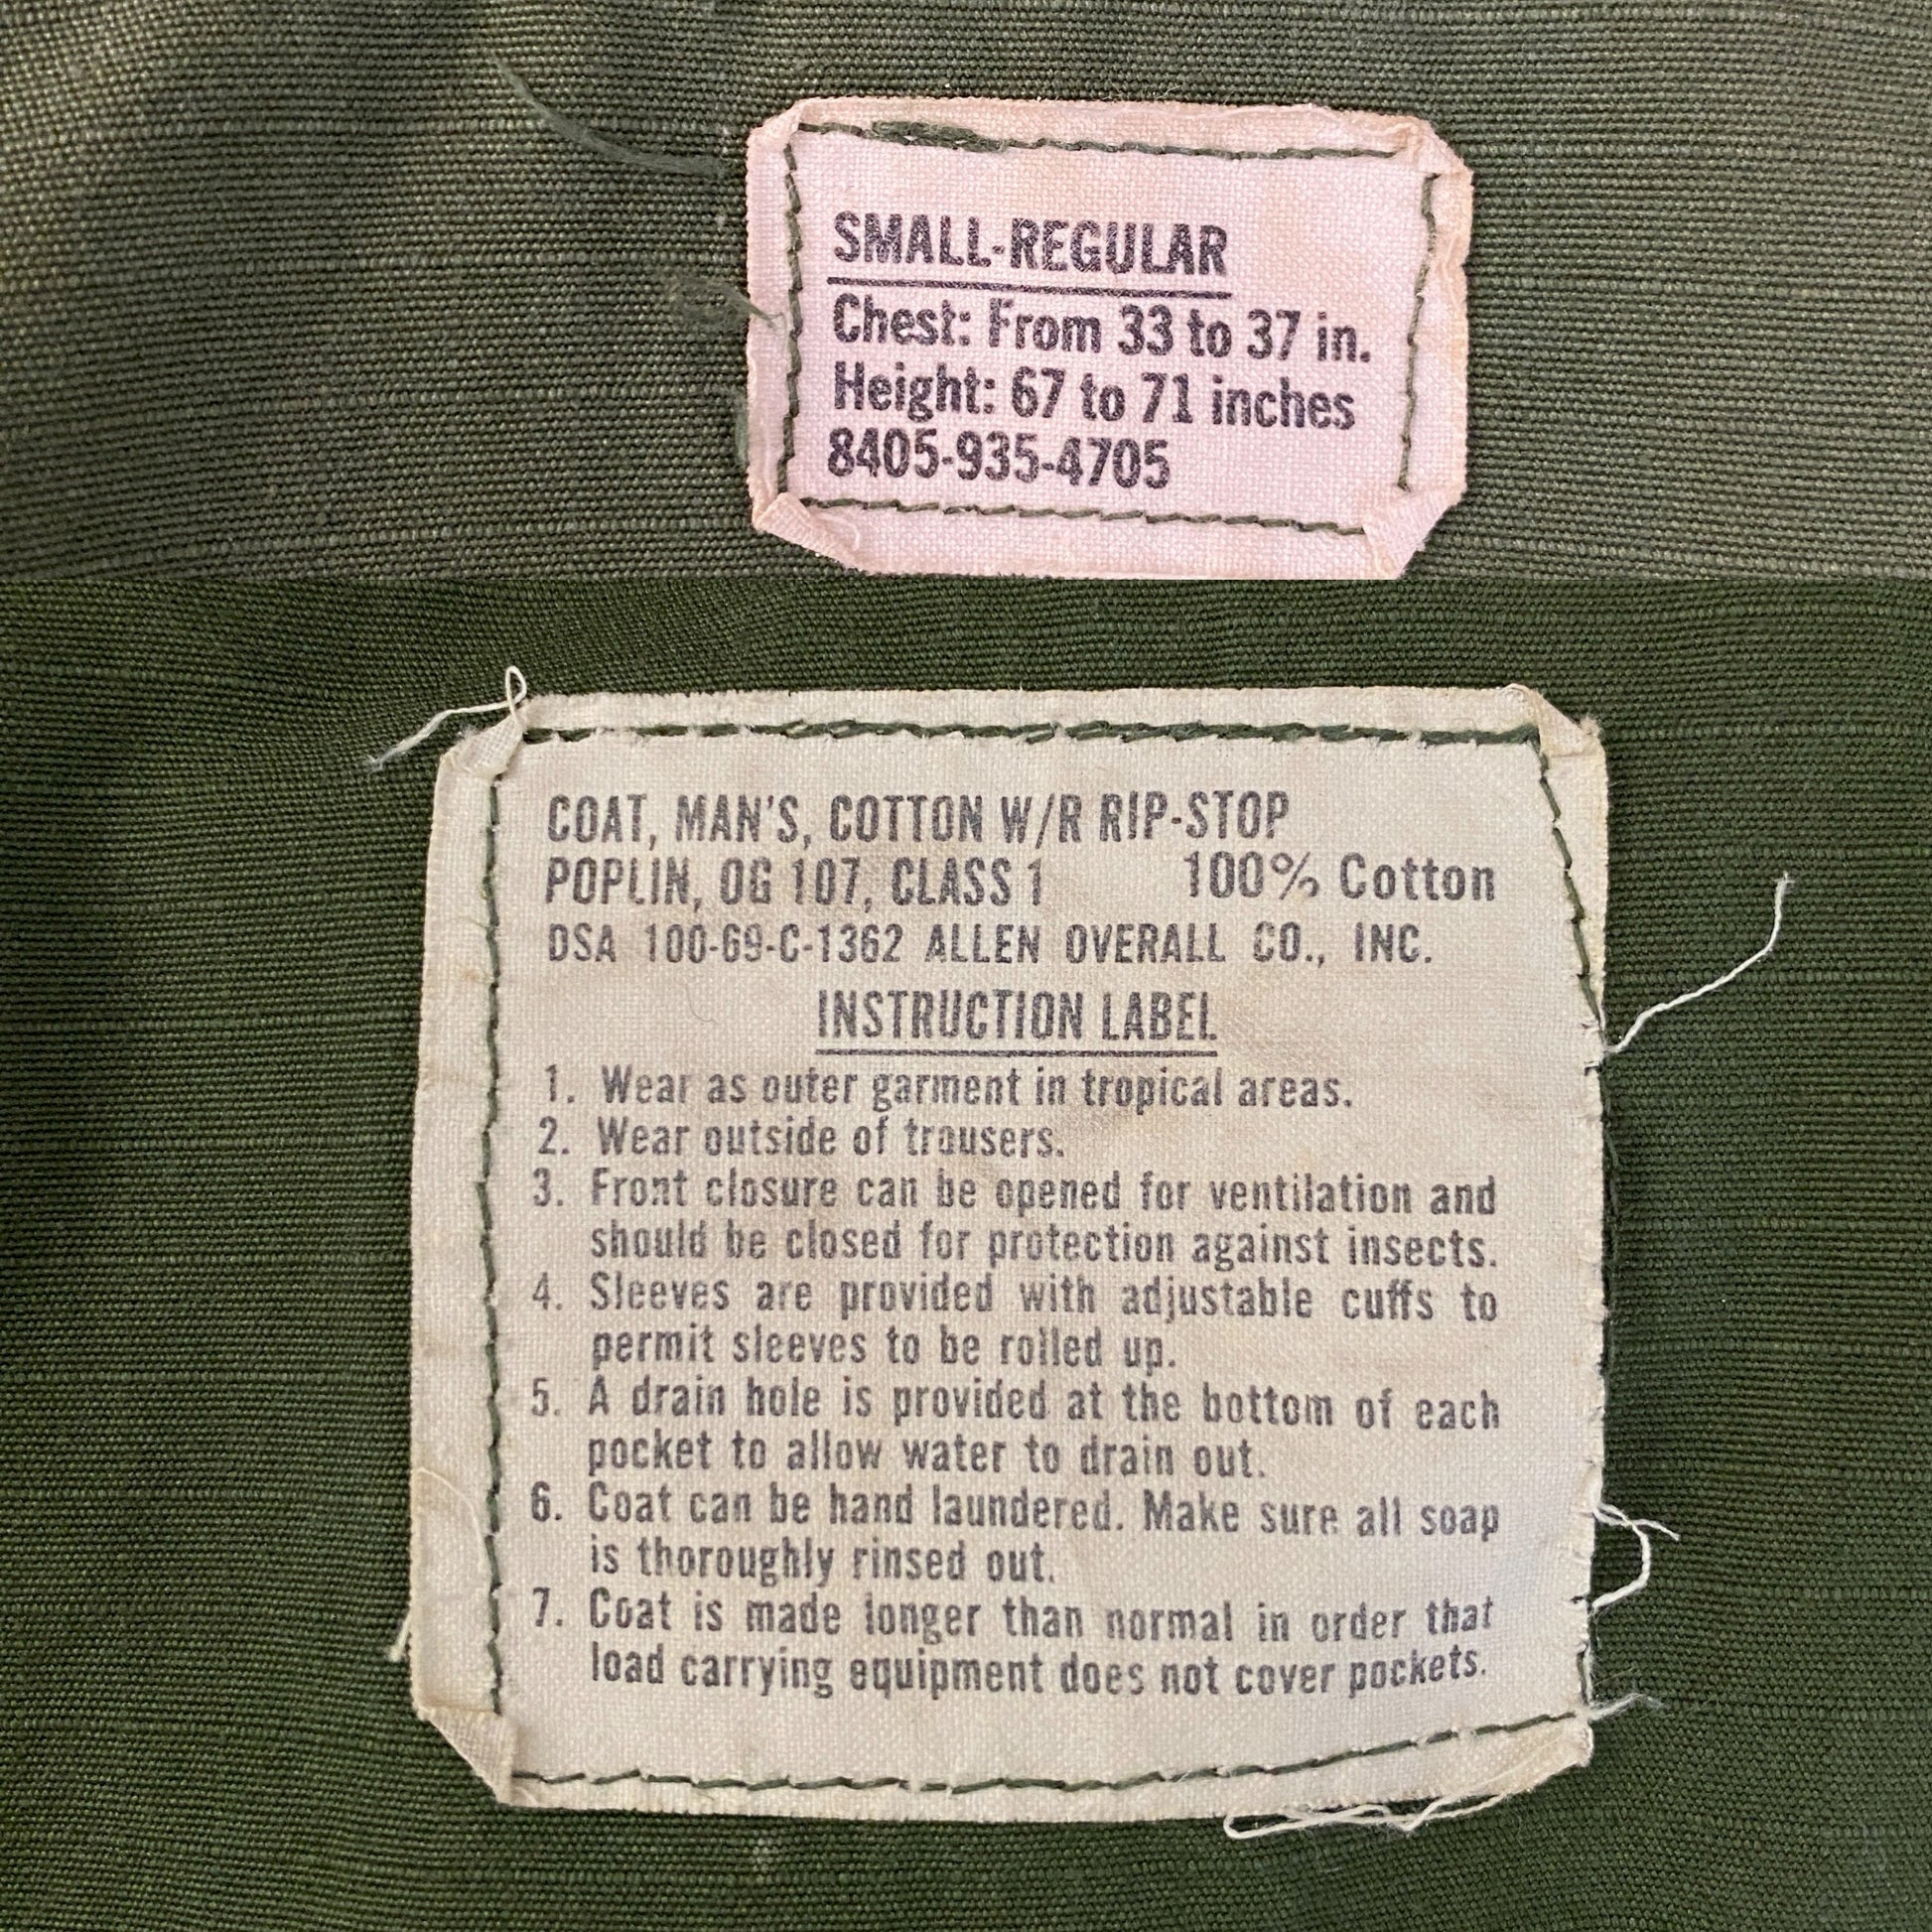 SMALL-REGULAR
Chest: From 33 to 37 in.
Height: 67 to 71 inches
8405-935-4705
COAT, MAN'S, COTTON W/R RIP-STOP
POPLIN, OG 107, CLASS 1 100% Cotton
DSA 100-69-C-1362 ALLEN OVERALL CO., INC.
INSTRUCTION LABEL
1. Wear as outer garment in tropical areas.
2. Wear outside of trousers.
3. Front closure can be opened for ventilation and
should be closed for protection against insects.
4. Sleeves are provided with adjustable cuffs to
permit sleeves to be rolled up.
5. A drain hole is provided at the bottom of each
pocket to allow water to drain out.
6. Coat can be hand laundered. Make sure all soap
is thoroughly rinsed out.
7. Coat is made longer than normal in order that
load carrying equipment does not cover pockets.